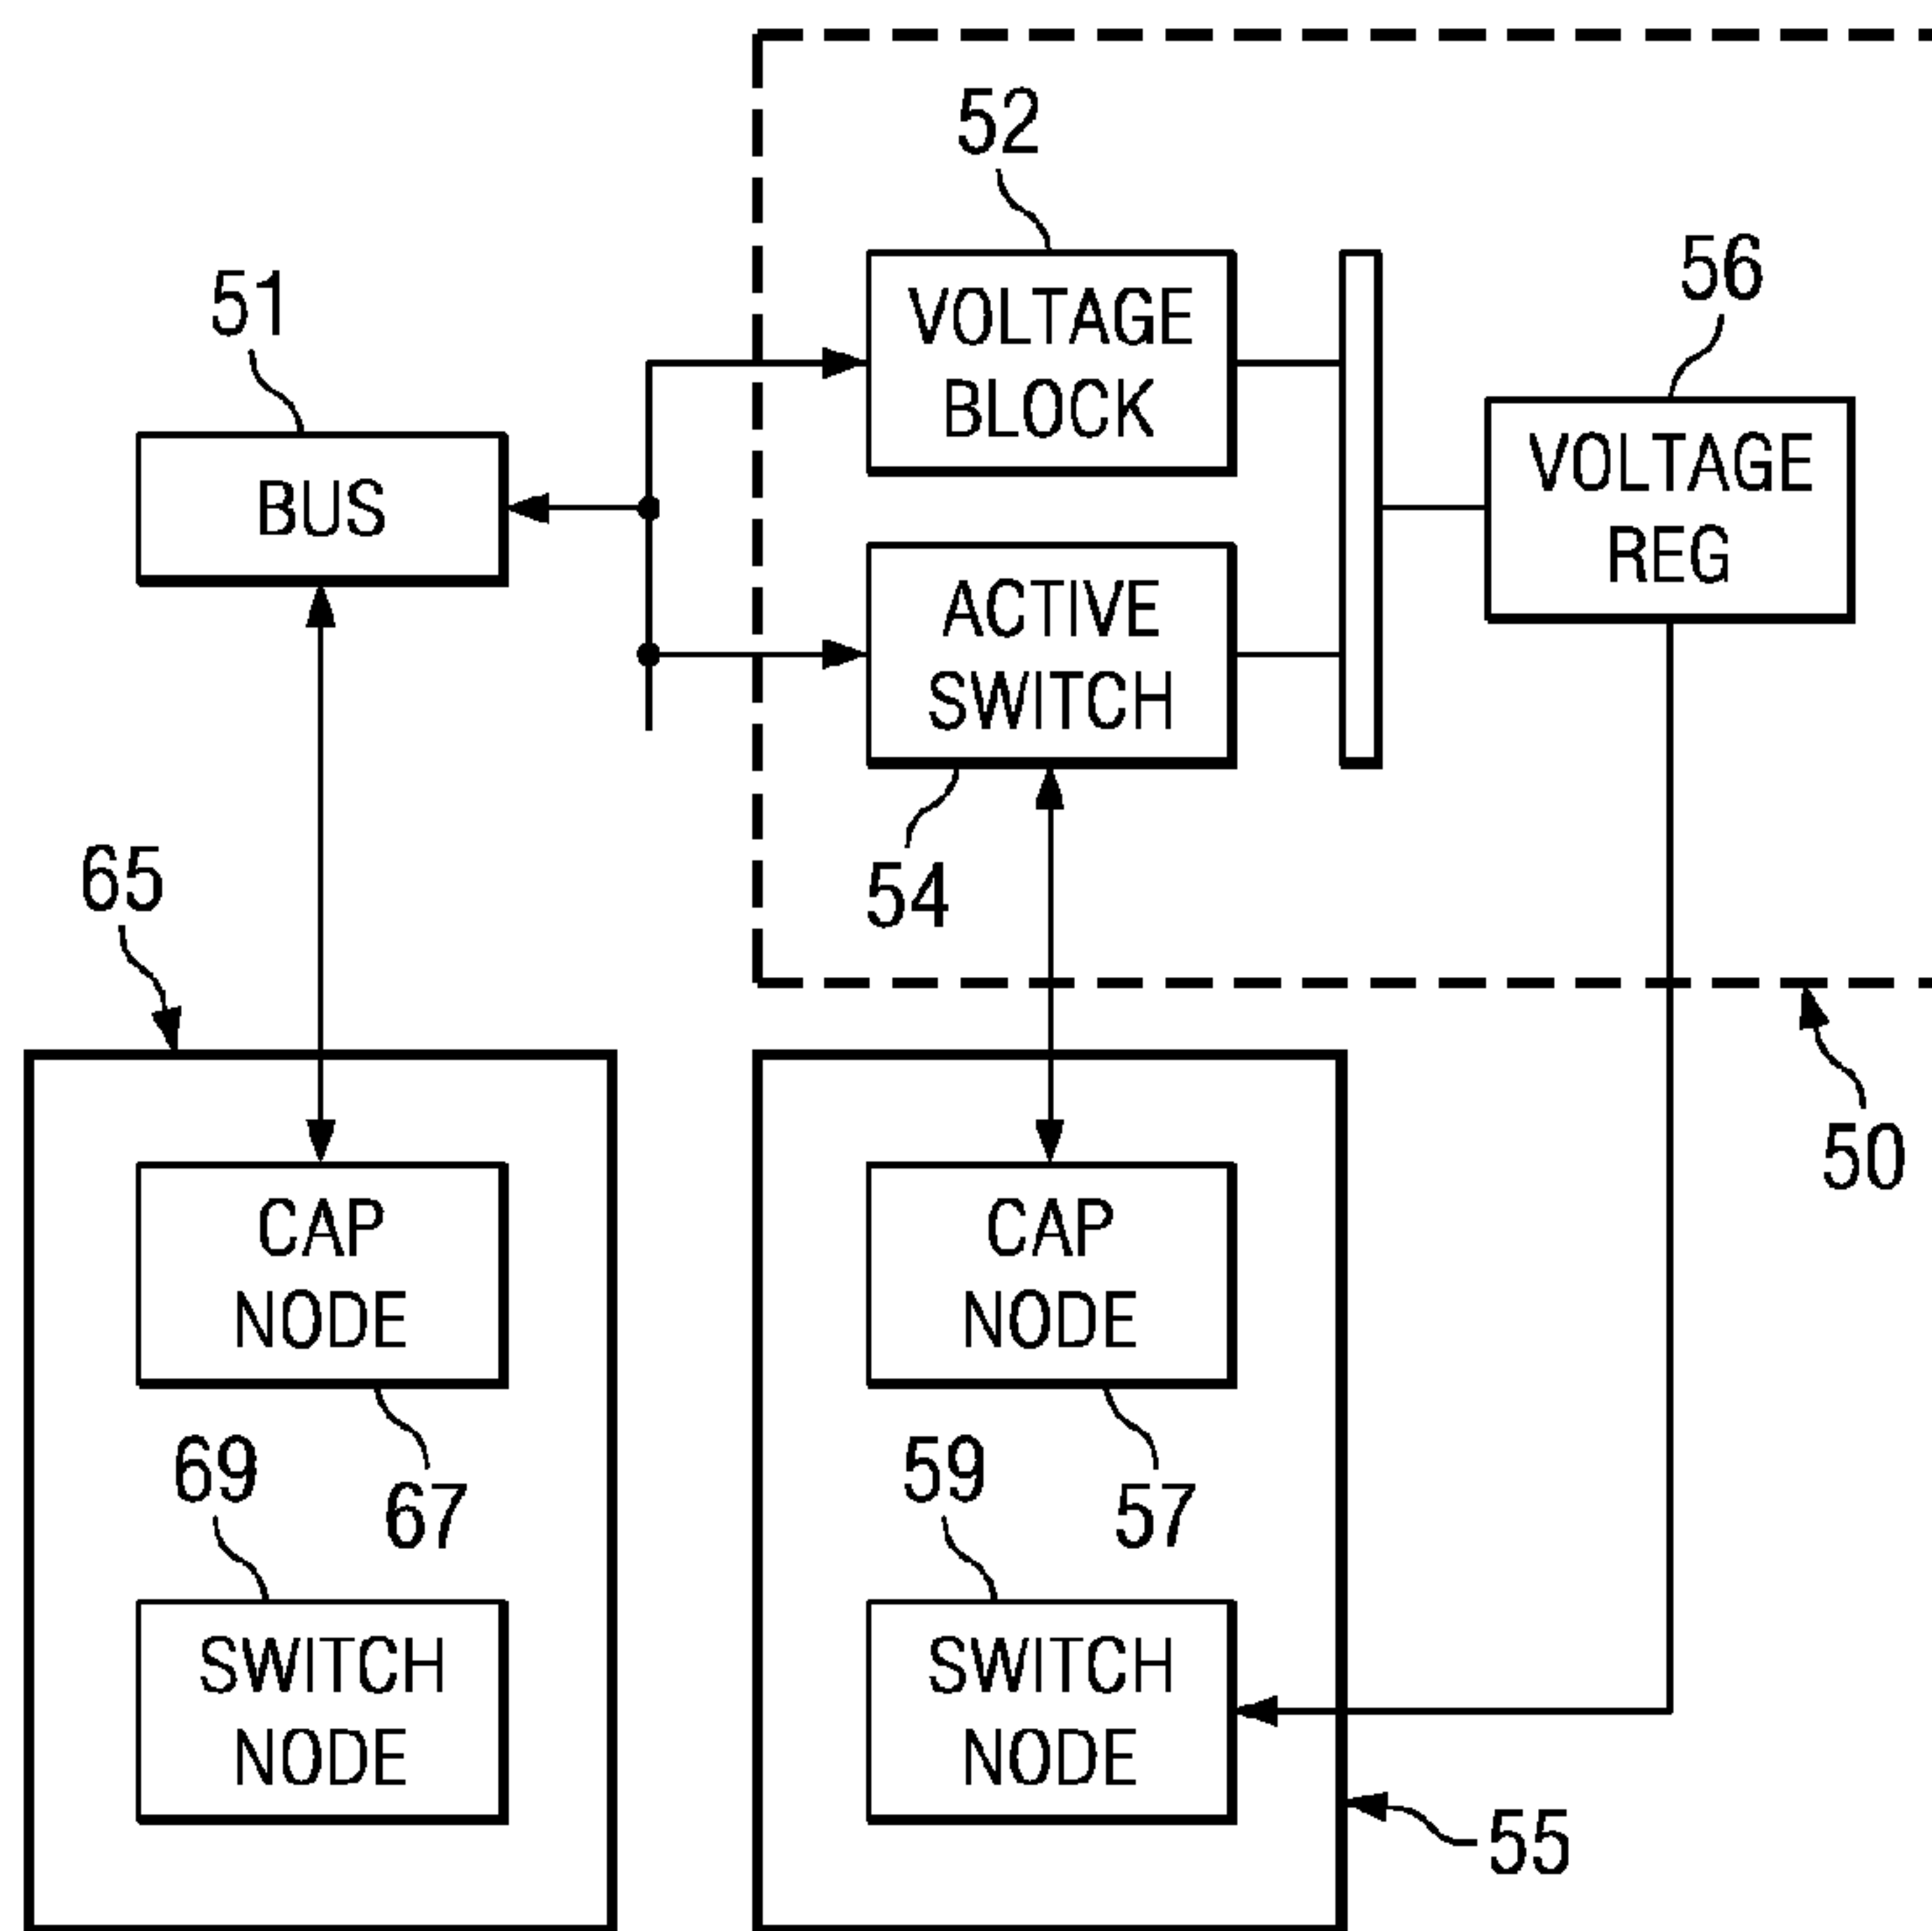 52
51
56
VOLTAGE
BLOCK
BUS
VOLTAGE
REG
ACTIVE
SWITCH
54
65
50
CAP
NODE
CAP
NODE
69
67
59
57
SWITCH
NODE
SWITCH
NODE
55